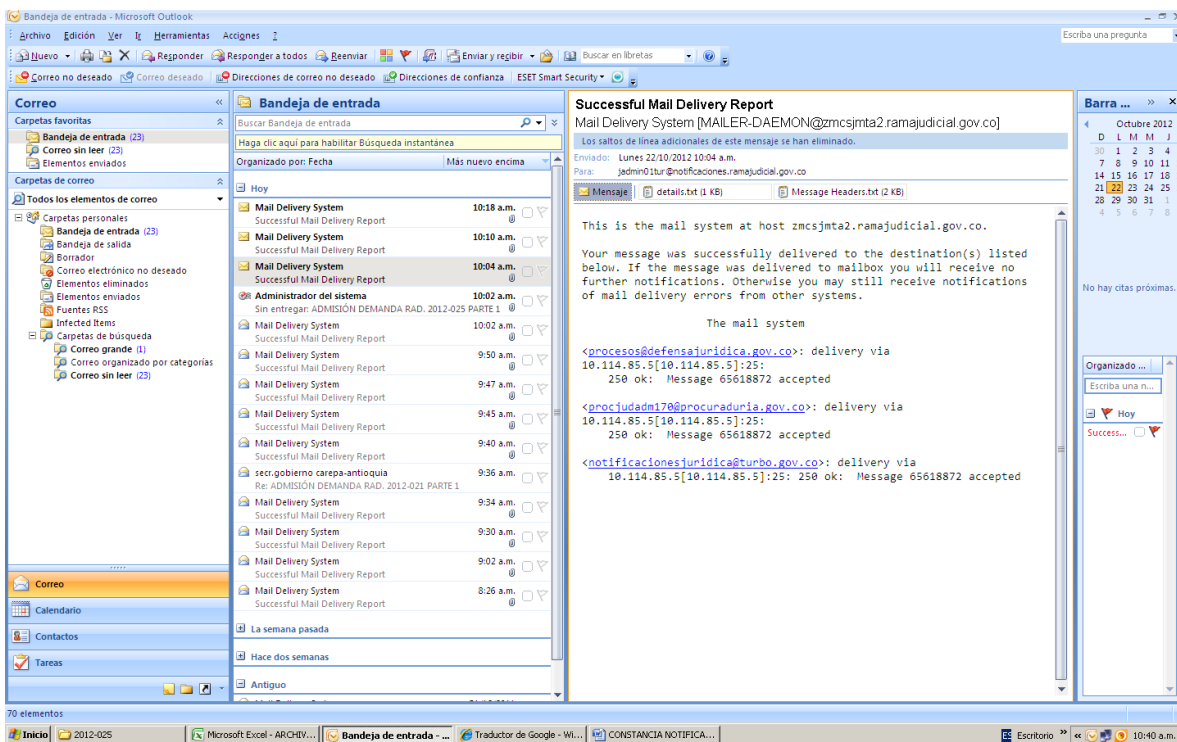 Bandeja de entrada - Microsoft Outlook
Archivo Edición Ver Ir Herramientas Acciones ?
Escriba una pregunta
Nuevo Responder Responder a todos Reenviar Enviar y recibir Buscar en libretas
Correo no deseado Correo deseado Direcciones de correo no deseado Direcciones de confianza ESET Smart Security
Correo «
Carpetas favoritas
Bandeja de entrada (23)
Correo sin leer (23)
Elementos enviados
Carpetas de correo
Todos los elementos de correo
Carpetas personales
Bandeja de entrada (23)
Bandeja de salida
Borrador
Correo electrónico no deseado
Elementos eliminados
Elementos enviados
Fuentes RSS
Infected Items
Carpetas de búsqueda
Correo grande (1)
Correo organizado por categorías
Correo sin leer (23)
Correo
Calendario
Contactos
Tareas
Bandeja de entrada
Buscar Bandeja de entrada
Haga clic aquí para habilitar Búsqueda instantánea
Organizado por: Fecha Más nuevo encima
Hoy
Mail Delivery System 10:18 a.m.
Successful Mail Delivery Report
Mail Delivery System 10:10 a.m.
Successful Mail Delivery Report
Mail Delivery System 10:04 a.m.
Successful Mail Delivery Report
Administrador del sistema 10:02 a.m.
Sin entregar: ADMISIÓN DEMANDA RAD. 2012-025 PARTE 1
Mail Delivery System 10:02 a.m.
Successful Mail Delivery Report
Mail Delivery System 9:50 a.m.
Successful Mail Delivery Report
Mail Delivery System 9:47 a.m.
Successful Mail Delivery Report
Mail Delivery System 9:45 a.m.
Successful Mail Delivery Report
Mail Delivery System 9:40 a.m.
Successful Mail Delivery Report
secr.gobierno carepa-antioquia 9:36 a.m.
Re: ADMISIÓN DEMANDA RAD. 2012-021 PARTE 1
Mail Delivery System 9:34 a.m.
Successful Mail Delivery Report
Mail Delivery System 9:30 a.m.
Successful Mail Delivery Report
Mail Delivery System 9:02 a.m.
Successful Mail Delivery Report
Mail Delivery System 8:26 a.m.
Successful Mail Delivery Report
La semana pasada
Hace dos semanas
Antiguo
Successful Mail Delivery Report
Mail Delivery System [MAILER-DAEMON@zmcsjmta2.ramajudicial.gov.co]
Los saltos de línea adicionales de este mensaje se han eliminado.
Enviado: Lunes 22/10/2012 10:04 a.m.
Para: jadmin01tur@notificaciones.ramajudicial.gov.co
Mensaje details.txt (1 KB) Message Headers.txt (2 KB)
This is the mail system at host zmcsjmta2.ramajudicial.gov.co.
Your message was successfully delivered to the destination(s) listed
below. If the message was delivered to mailbox you will receive no
further notifications. Otherwise you may still receive notifications
of mail delivery errors from other systems.
The mail system
<procesos@defensajuridica.gov.co>: delivery via
10.114.85.5[10.114.85.5]:25:
250 ok: Message 65618872 accepted
<procjudadm170@procuraduria.gov.co>: delivery via
10.114.85.5[10.114.85.5]:25:
250 ok: Message 65618872 accepted
<notificacionesjuridica@turbo.gov.co>: delivery via
10.114.85.5[10.114.85.5]:25: 250 ok: Message 65618872 accepted
Barra ... » ×
Octubre 2012
D L M M J
30 1 2 3 4
7 8 9 10 11
14 15 16 17 18
21 22 23 24 25
28 29 30 31 1
4 5 6 7 8
No hay citas próximas.
Organizado ...
Escriba una n...
Hoy
Success...
70 elementos
Inicio 2012-025 Microsoft Excel - ARCHIV... Bandeja de entrada - ... Traductor de Google - Wi... CONSTANCIA NOTIFICA... ES Escritorio » « 10:40 a.m.